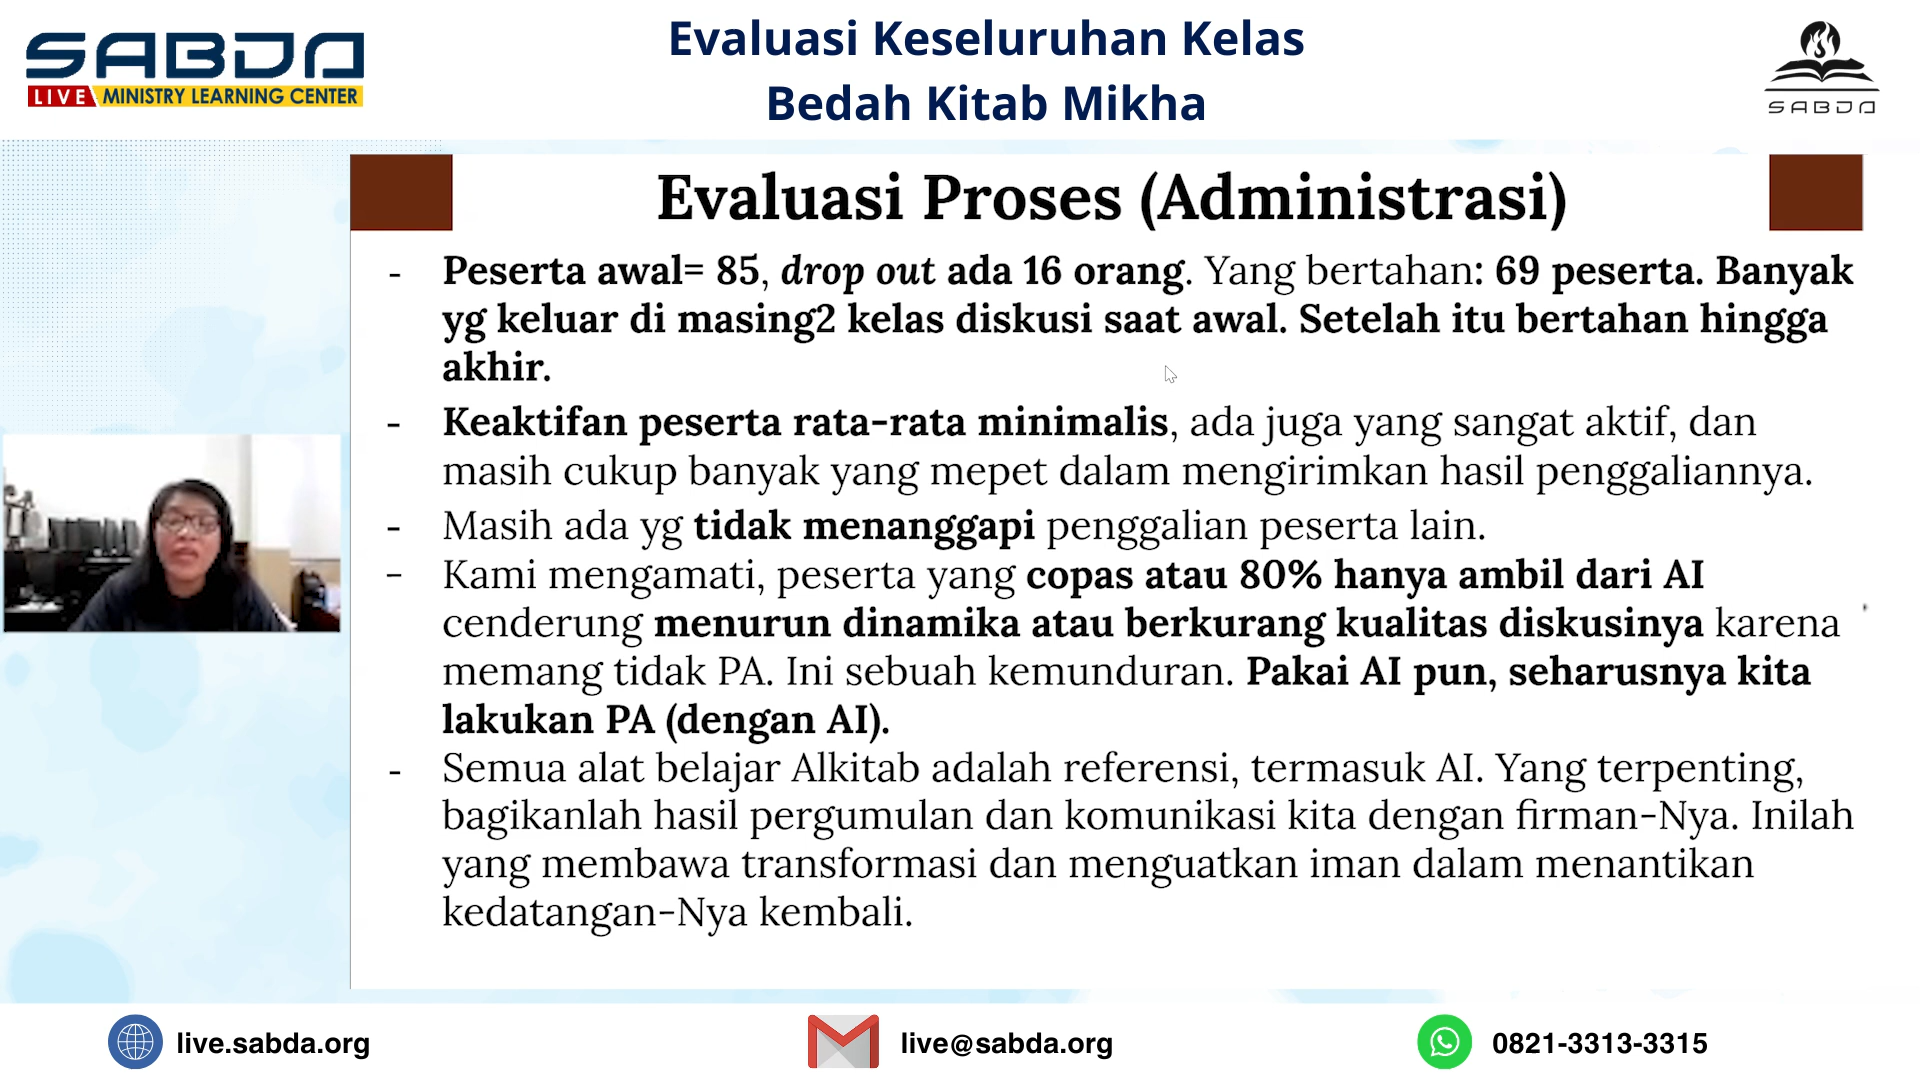 SABDA
LIVE MINISTRY LEARNING CENTER
Evaluasi Keseluruhan Kelas
Bedah Kitab Mikha
SABDA
Evaluasi Proses (Administrasi)
- Peserta awal= 85, drop out ada 16 orang. Yang bertahan: 69 peserta. Banyak
yg keluar di masing2 kelas diskusi saat awal. Setelah itu bertahan hingga
akhir.
- Keaktifan peserta rata-rata minimalis, ada juga yang sangat aktif, dan
masih cukup banyak yang mepet dalam mengirimkan hasil penggaliannya.
- Masih ada yg tidak menanggapi penggalian peserta lain.
- Kami mengamati, peserta yang copas atau 80% hanya ambil dari AI
cenderung menurun dinamika atau berkurang kualitas diskusinya karena
memang tidak PA. Ini sebuah kemunduran. Pakai AI pun, seharusnya kita
lakukan PA (dengan AI).
- Semua alat belajar Alkitab adalah referensi, termasuk AI. Yang terpenting,
bagikanlah hasil pergumulan dan komunikasi kita dengan firman-Nya. Inilah
yang membawa transformasi dan menguatkan iman dalam menantikan
kedatangan-Nya kembali.
live.sabda.org
live@sabda.org
0821-3313-3315